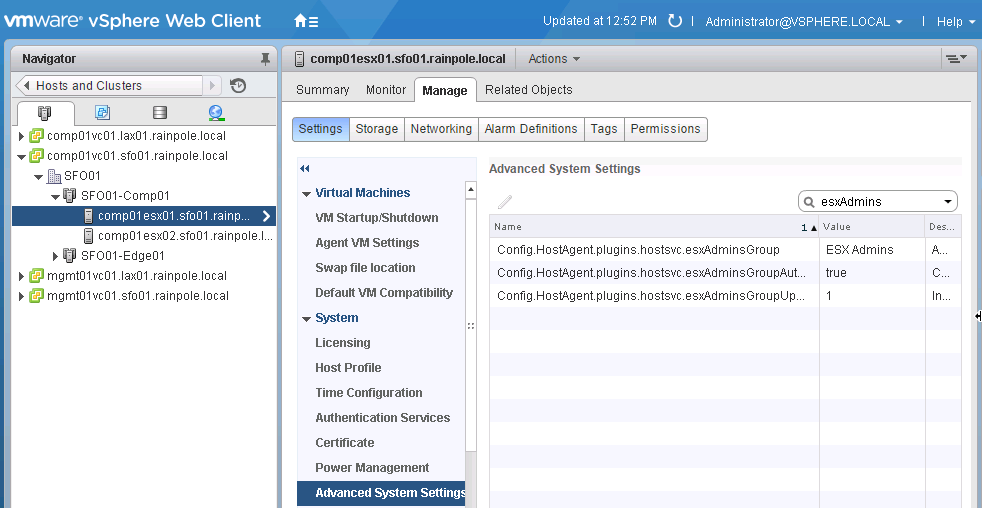 vmware® vSphere Web Client
Updated at 12:52 PM
Administrator@VSPHERE.LOCAL
Help
Navigator
Hosts and Clusters
comp01vc01.lax01.rainpole.local
comp01vc01.sfo01.rainpole.local
SFO01
SFO01-Comp01
comp01esx01.sfo01.rainp...
comp01esx02.sfo01.rainpole.l...
SFO01-Edge01
mgmt01vc01.lax01.rainpole.local
mgmt01vc01.sfo01.rainpole.local
comp01esx01.sfo01.rainpole.local
Actions
Summary Monitor Manage Related Objects
Settings Storage Networking Alarm Definitions Tags Permissions
Virtual Machines
VM Startup/Shutdown
Agent VM Settings
Swap file location
Default VM Compatibility
System
Licensing
Host Profile
Time Configuration
Authentication Services
Certificate
Power Management
Advanced System Settings
Advanced System Settings
esxAdmins
Name 1 Value Des...
Config.HostAgent.plugins.hostsvc.esxAdminsGroup ESX Admins A...
Config.HostAgent.plugins.hostsvc.esxAdminsGroupAut... true C...
Config.HostAgent.plugins.hostsvc.esxAdminsGroupUp... 1 In...